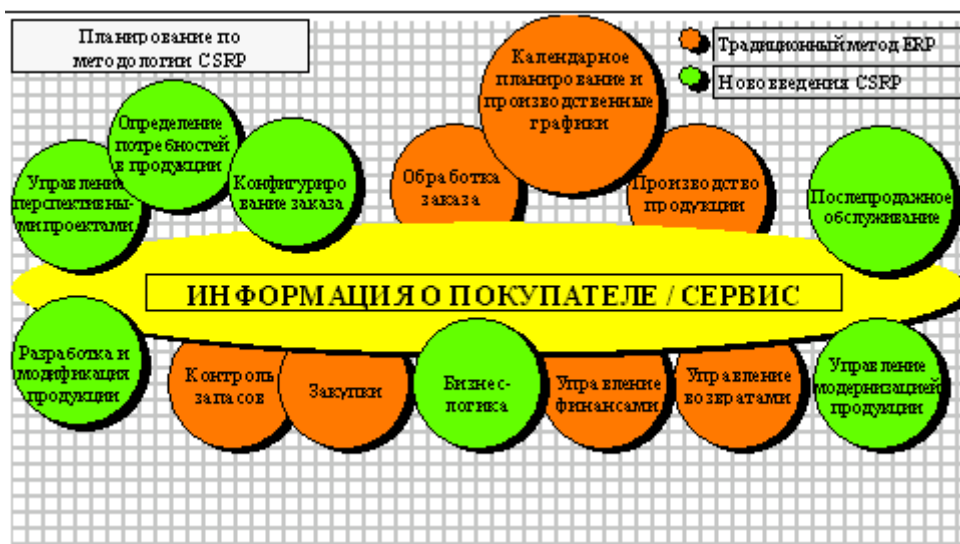 Планирование по
методологии CSRP
Традиционный метод ERP
Нововведения CSRP
Календарное
планирование и
производственные
графики
Определение
потребностей
в продукции
Управление
перспективны-
ми проектами
Конфигуриро
вание заказа
Обработка
заказа
Производство
продукции
Послепродажное
обслуживание
ИНФОРМАЦИЯ О ПОКУПАТЕЛЕ / СЕРВИС
Разработка и
модификация
продукции
Контроль
запасов
Закупки
Бизнес-
логика
Управление
финансами
Управление
возвратами
Управление
модернизацией
продукции